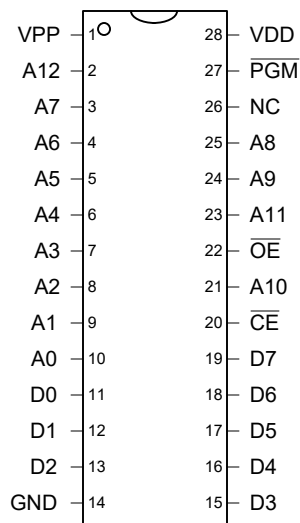 VPP 1 28 VDD
A12 2 27 PGM
A7 3 26 NC
A6 4 25 A8
A5 5 24 A9
A4 6 23 A11
A3 7 22 OE
A2 8 21 A10
A1 9 20 CE
A0 10 19 D7
D0 11 18 D6
D1 12 17 D5
D2 13 16 D4
GND 14 15 D3